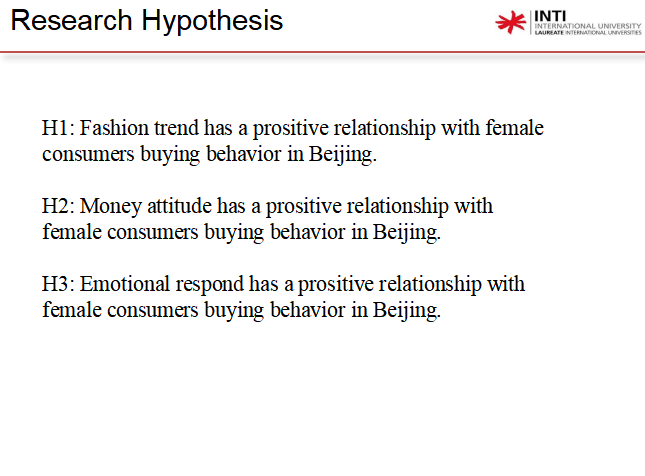 Research Hypothesis
INTI
INTERNATIONAL UNIVERSITY
LAUREATE INTERNATIONAL UNIVERSITIES
H1: Fashion trend has a prositive relationship with female
consumers buying behavior in Beijing.
H2: Money attitude has a prositive relationship with
female consumers buying behavior in Beijing.
H3: Emotional respond has a prositive relationship with
female consumers buying behavior in Beijing.